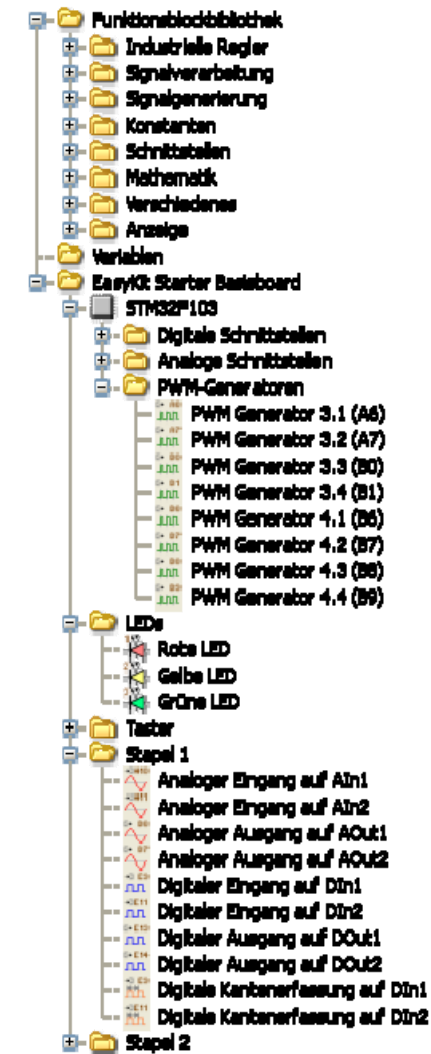 Funktionsblockbibliothek
Industrielle Regler
Signalverarbeitung
Signalgenerierung
Konstanten
Schnittstellen
Mathematik
Verschiedenes
Anzeige
Variablen
EasyKit Starter Basisboard
STM32F103
Digitale Schnittstellen
Analoge Schnittstellen
PWM-Generatoren
PWM Generator 3.1 (A6)
PWM Generator 3.2 (A7)
PWM Generator 3.3 (B0)
PWM Generator 3.4 (B1)
PWM Generator 4.1 (B6)
PWM Generator 4.2 (B7)
PWM Generator 4.3 (B8)
PWM Generator 4.4 (B9)
LEDs
Rote LED
Gelbe LED
Grüne LED
Taster
Stapel 1
Analoger Eingang auf AIn1
Analoger Eingang auf AIn2
Analoger Ausgang auf AOut1
Analoger Ausgang auf AOut2
Digitaler Eingang auf DIn1
Digitaler Eingang auf DIn2
Digitaler Ausgang auf DOut1
Digitaler Ausgang auf DOut2
Digitale Kantenerfassung auf DIn1
Digitale Kantenerfassung auf DIn2
Stapel 2